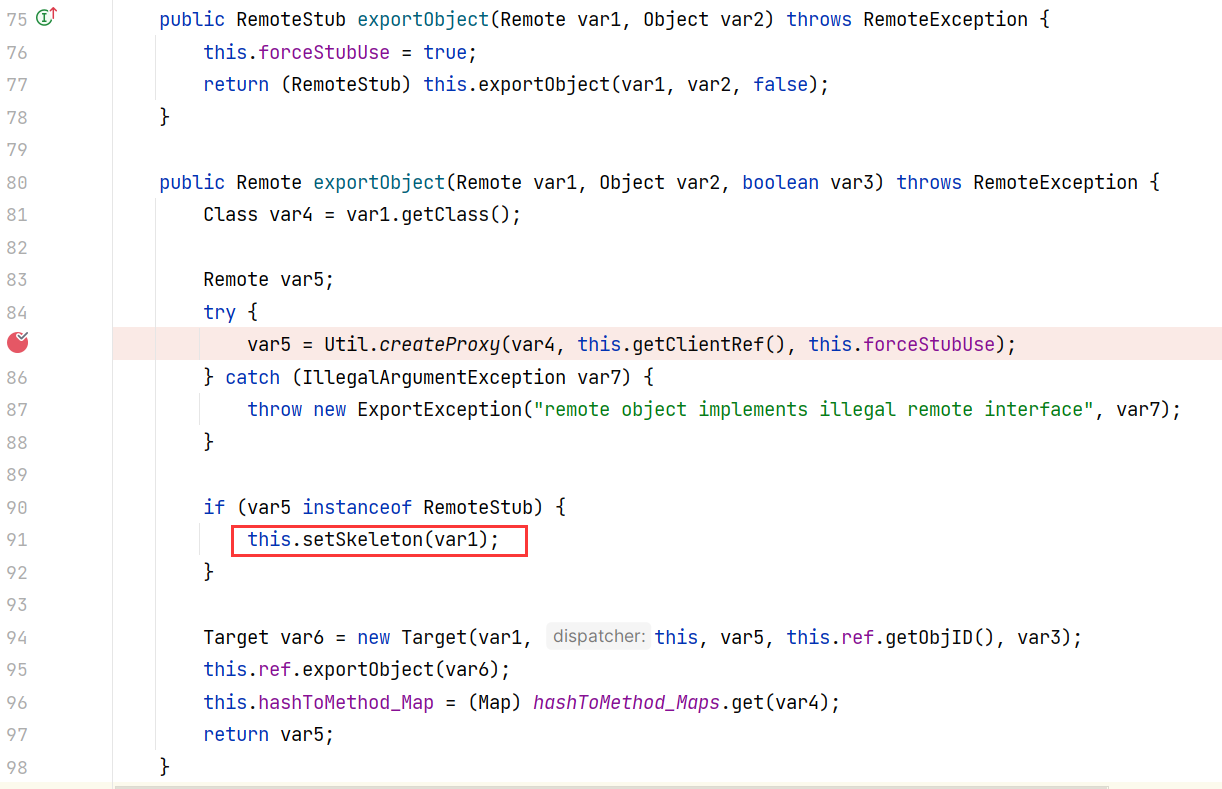 75 public RemoteStub exportObject(Remote var1, Object var2) throws RemoteException {
76 this.forceStubUse = true;
77 return (RemoteStub) this.exportObject(var1, var2, false);
78 }
79
80 public Remote exportObject(Remote var1, Object var2, boolean var3) throws RemoteException {
81 Class var4 = var1.getClass();
82
83 Remote var5;
84 try {
var5 = Util.createProxy(var4, this.getClientRef(), this.forceStubUse);
86 } catch (IllegalArgumentException var7) {
87 throw new ExportException("remote object implements illegal remote interface", var7);
88 }
89
90 if (var5 instanceof RemoteStub) {
91 this.setSkeleton(var1);
92 }
93
94 Target var6 = new Target(var1, dispatcher: this, var5, this.ref.getObjID(), var3);
95 this.ref.exportObject(var6);
96 this.hashToMethod_Map = (Map) hashToMethod_Maps.get(var4);
97 return var5;
98 }